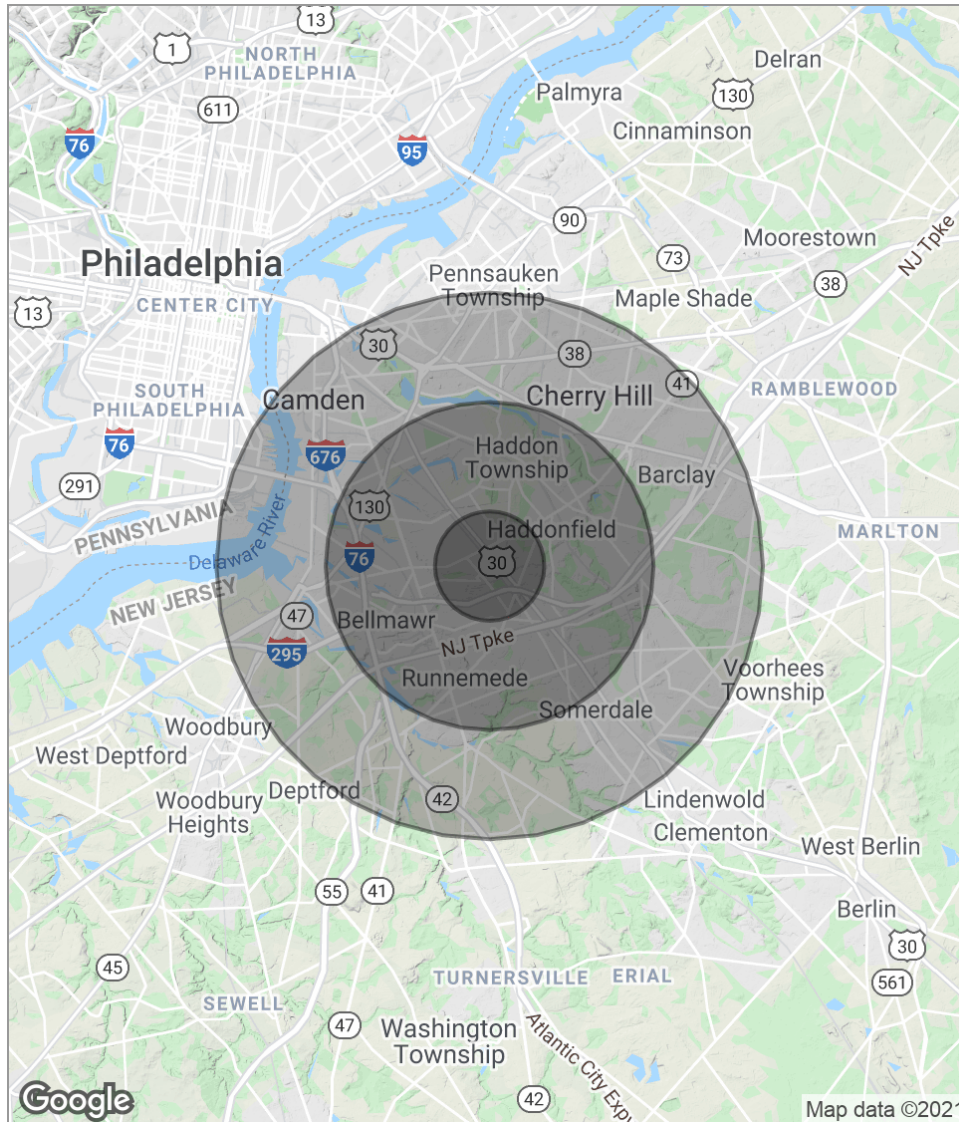 13
1
NORTH
PHILADELPHIA
Delran
611
Palmyra
130
Cinnaminson
76
95
90
Moorestown
NJ Tpke
Philadelphia
73
Pennsauken
Township
38
CENTER CITY
Maple Shade
13
30
38
41
SOUTH
PHILADELPHIA
Camden
Cherry Hill
RAMBLEWOOD
76
676
Haddon
Township
Barclay
291
130
PENNSYLVANIA
Haddonfield
MARLTON
Delaware River
76
30
NEW JERSEY
47
Bellmawr
NJ Tpke
295
Runnemede
Voorhees
Township
Somerdale
Woodbury
West Deptford
Deptford
42
Lindenwold
Woodbury
Heights
Clementon
West Berlin
55
41
Berlin
30
45
TURNERSVILLE
ERIAL
561
SEWELL
47
Washington
Township
Atlantic City Expy
42
Google
Map data ©2021